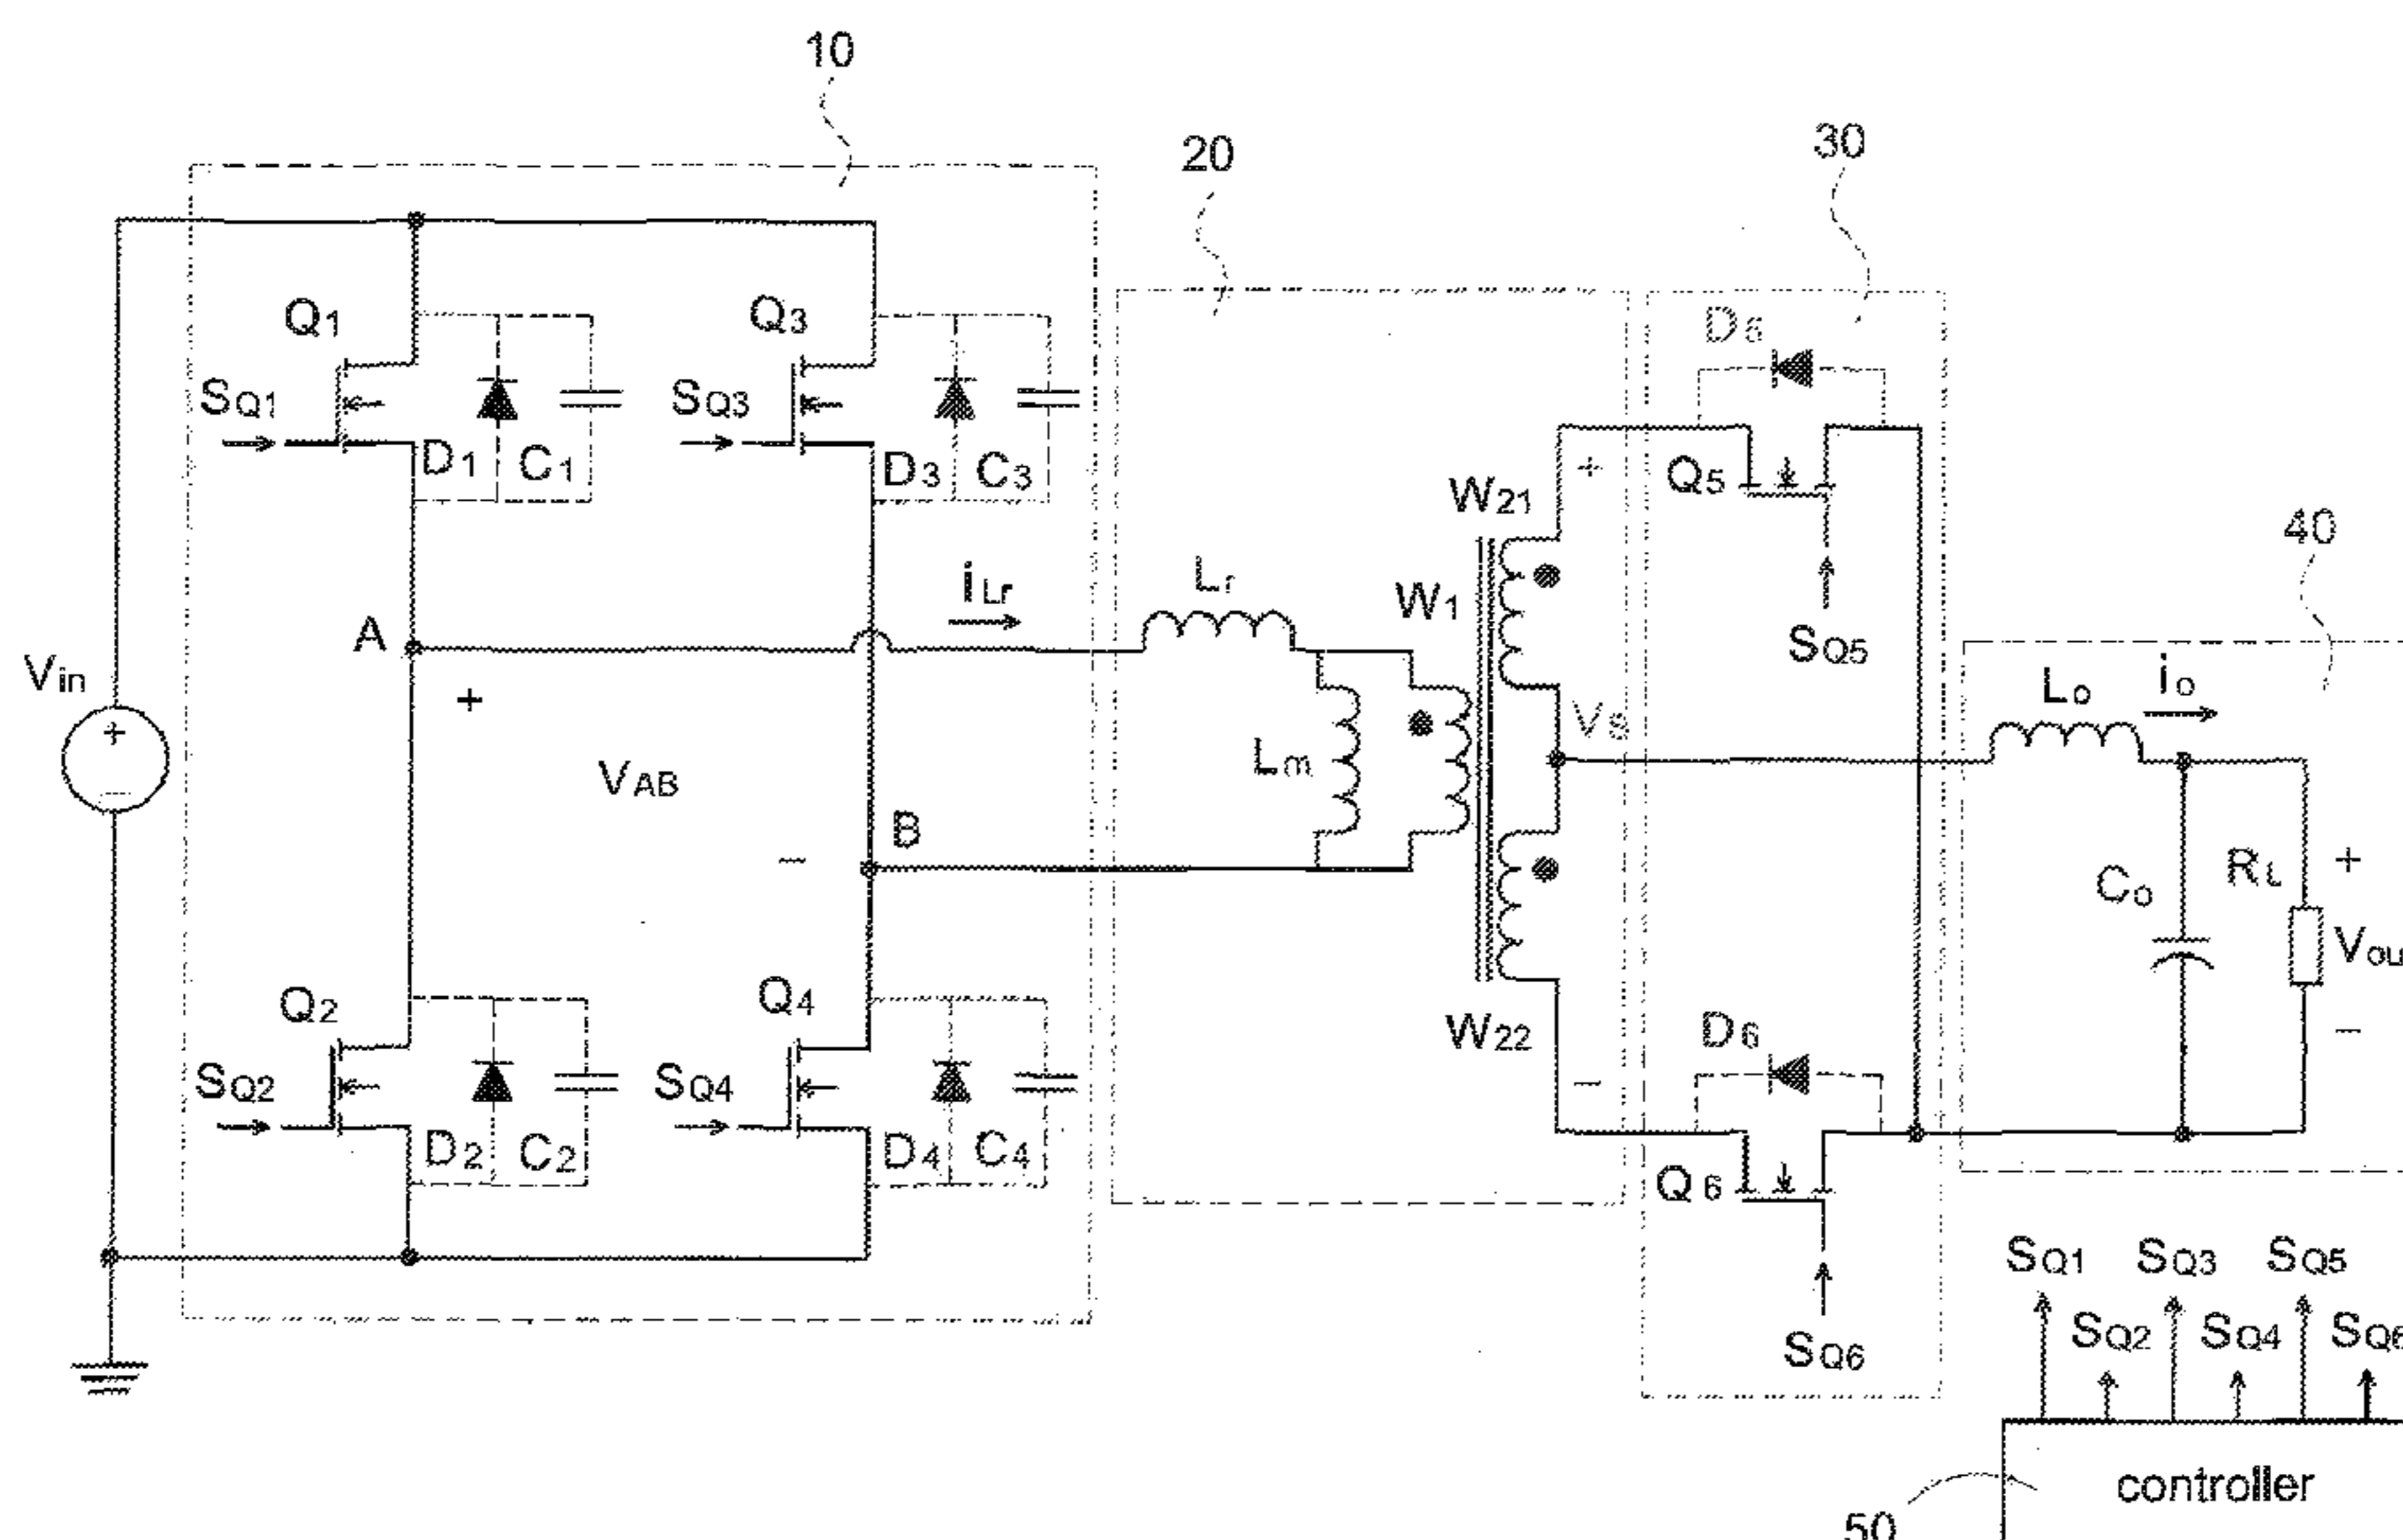 10
20
30
40
Q1
SQ1
D1
C1
Q3
SQ3
D3
C3
D5
Q5
SQ5
W21
W1
W22
iLr
Lr
Lm
A
B
+
VAB
−
Vin
+
−
VS
+
−
Lo
io
Co
RL
+
Vou
−
Q2
SQ2
D2
C2
Q4
SQ4
D4
C4
D6
Q6
SQ6
SQ1
SQ3
SQ5
SQ2
SQ4
SQ6
controller
50